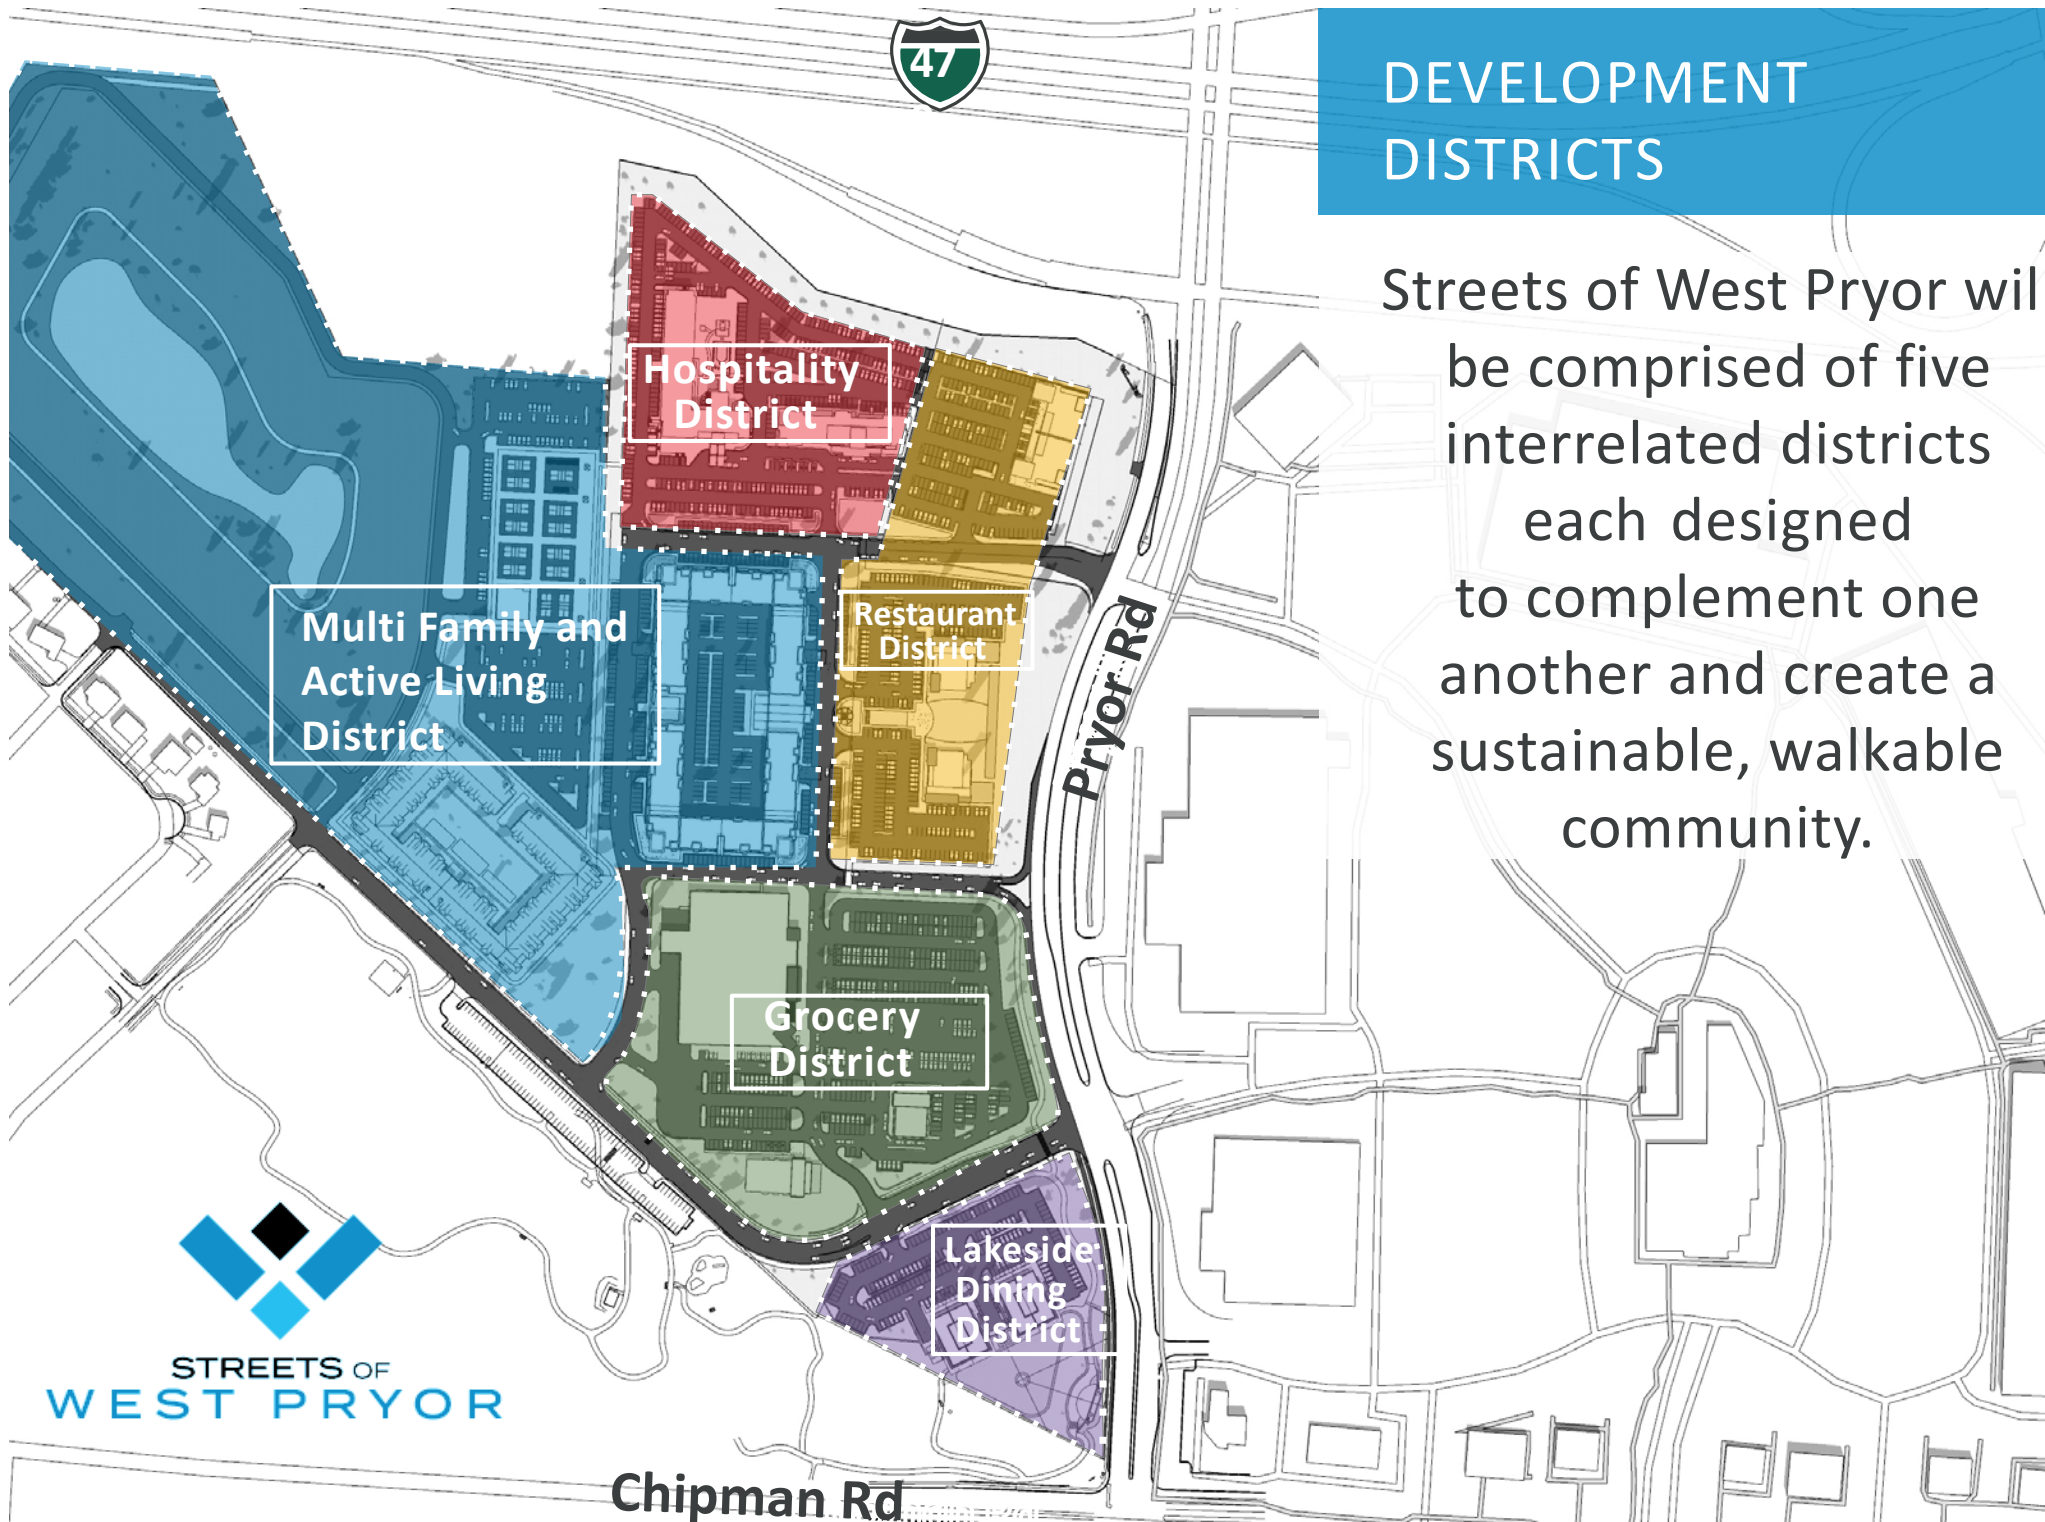 47
DEVELOPMENT
DISTRICTS
Streets of West Pryor wil
be comprised of five
interrelated districts
each designed
to complement one
another and create a
sustainable, walkable
community.
Hospitality
District
Restaurant
District
Multi Family and
Active Living
District
Pryor Rd
Grocery
District
Lakeside
Dining
District
STREETS OF
WEST PRYOR
Chipman Rd